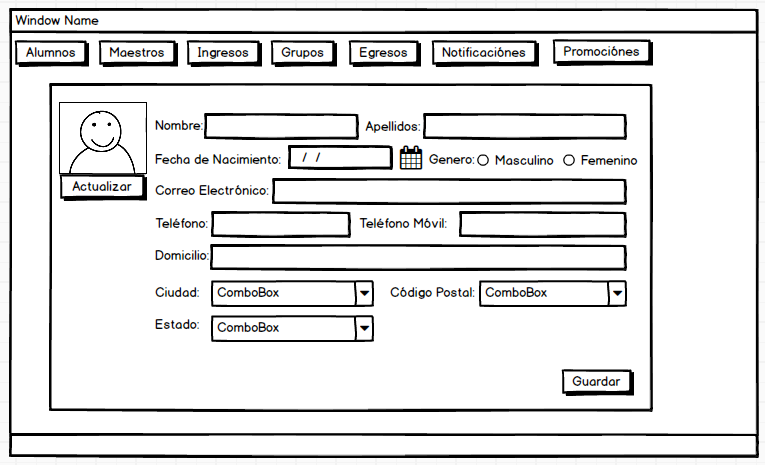 Window Name
Alumnos Maestros Ingresos Grupos Egresos Notificaciónes Promociónes
Nombre: Apellidos:
Fecha de Nacimiento: / / Genero: Masculino Femenino
Actualizar
Correo Electrónico:
Teléfono: Teléfono Móvil:
Domicilio:
Ciudad: ComboBox Código Postal: ComboBox
Estado: ComboBox
Guardar